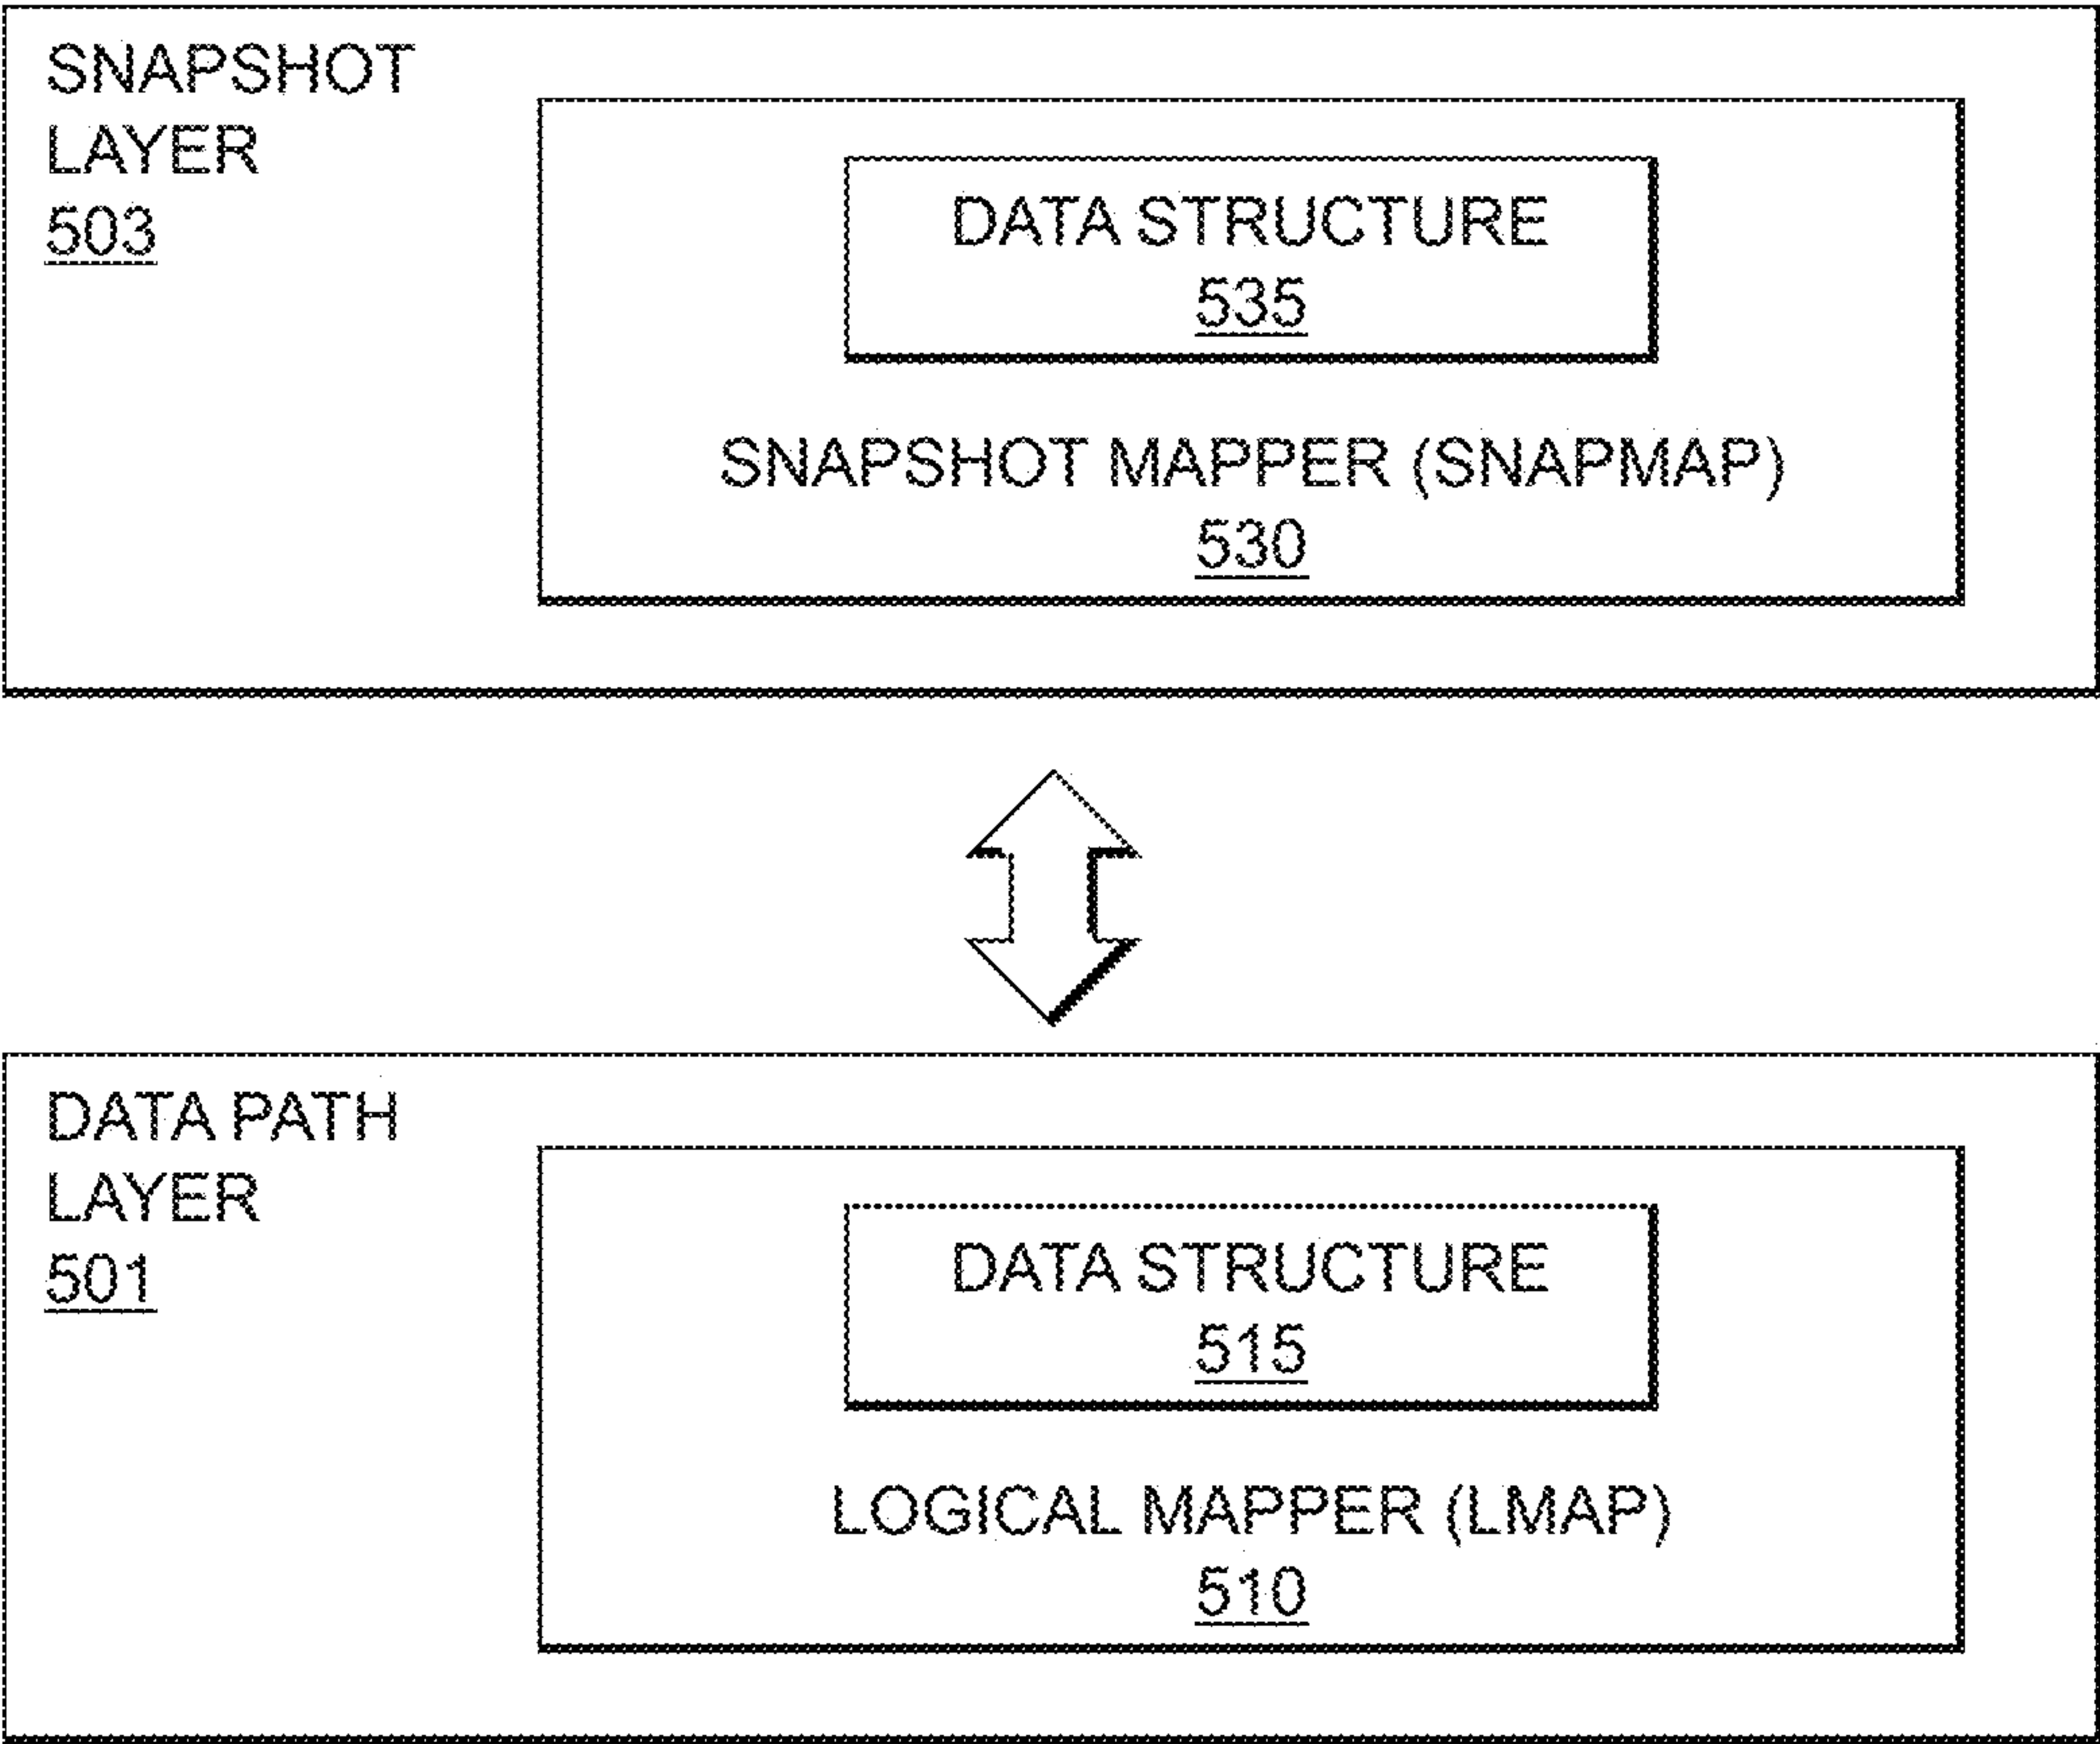 SNAPSHOT
LAYER
503
DATA STRUCTURE
535
SNAPSHOT MAPPER (SNAPMAP)
530
DATA PATH
LAYER
501
DATA STRUCTURE
515
LOGICAL MAPPER (LMAP)
510